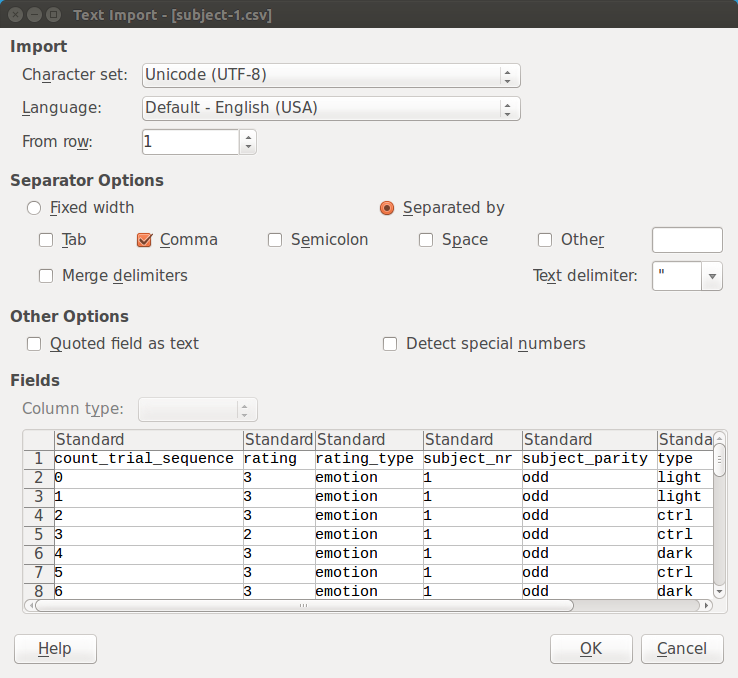 Text Import - [subject-1.csv]
Import
Character set: Unicode (UTF-8)
Language: Default - English (USA)
From row: 1
Separator Options
Fixed width Separated by
Tab Comma Semicolon Space Other
Merge delimiters Text delimiter: "
Other Options
Quoted field as text Detect special numbers
Fields
Column type:
Standard Standard Standard Standard Standard Standa
1 count_trial_sequence rating rating_type subject_nr subject_parity type
2 0 3 emotion 1 odd light
3 1 3 emotion 1 odd light
4 2 3 emotion 1 odd ctrl
5 3 2 emotion 1 odd ctrl
6 4 3 emotion 1 odd dark
7 5 3 emotion 1 odd ctrl
8 6 3 emotion 1 odd dark
Help OK Cancel